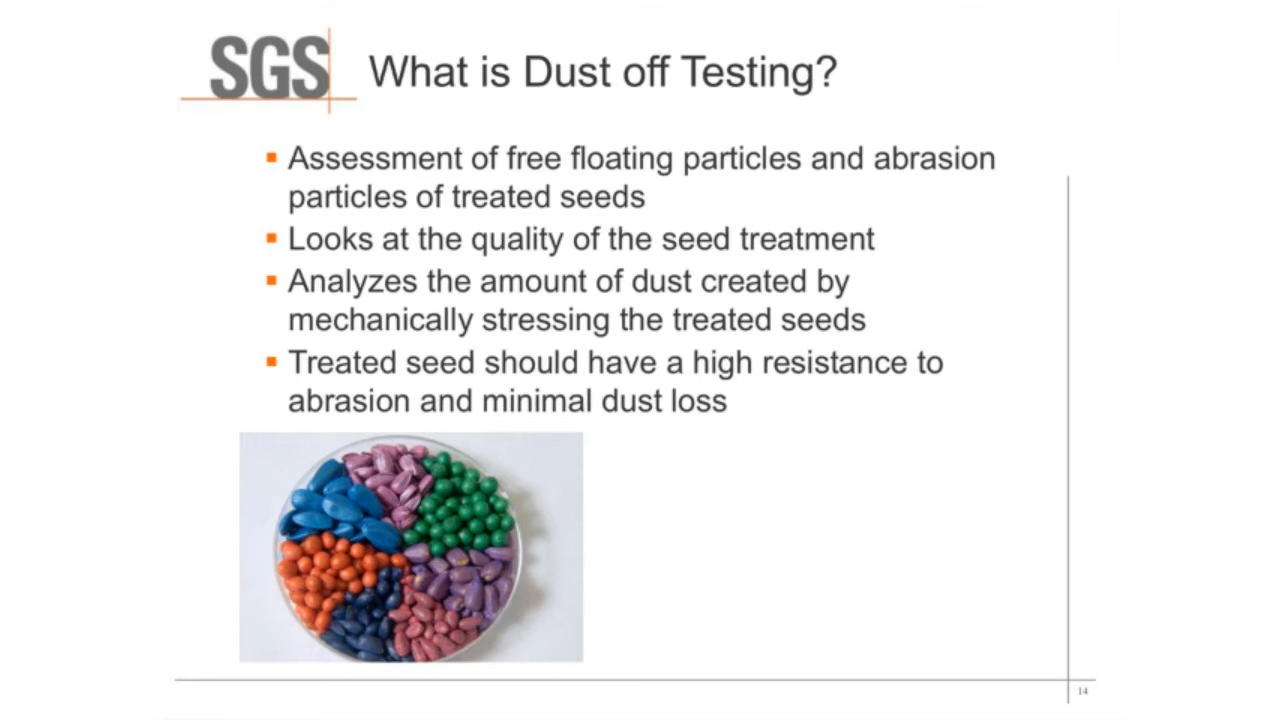 SGS
What is Dust off Testing?
Assessment of free floating particles and abrasion
particles of treated seeds
Looks at the quality of the seed treatment
Analyzes the amount of dust created by
mechanically stressing the treated seeds
Treated seed should have a high resistance to
abrasion and minimal dust loss
14